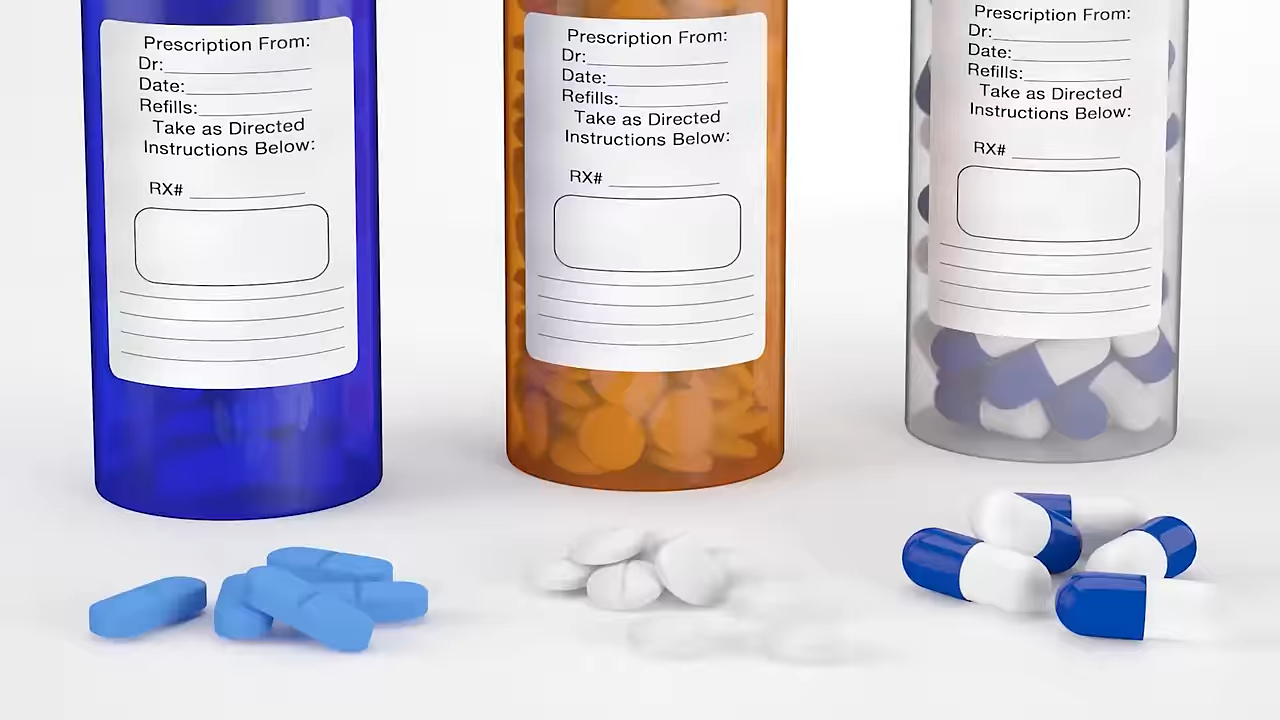 Prescription From:
Dr:
Date:
Refills:
Take as Directed
Instructions Below:
RX#
Prescription From:
Dr:
Date:
Refills:
Take as Directed
Instructions Below:
RX#
Prescription From:
Dr:
Date:
Refills:
Take as Directed
Instructions Below:
RX#